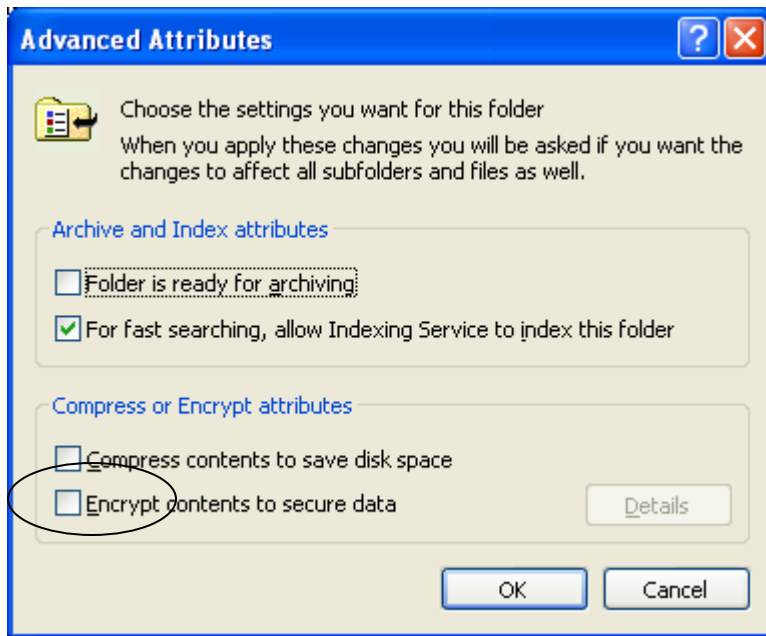 Advanced Attributes
Choose the settings you want for this folder
When you apply these changes you will be asked if you want the
changes to affect all subfolders and files as well.
Archive and Index attributes
Folder is ready for archiving
For fast searching, allow Indexing Service to index this folder
Compress or Encrypt attributes
Compress contents to save disk space
Encrypt contents to secure data
Details
OK Cancel